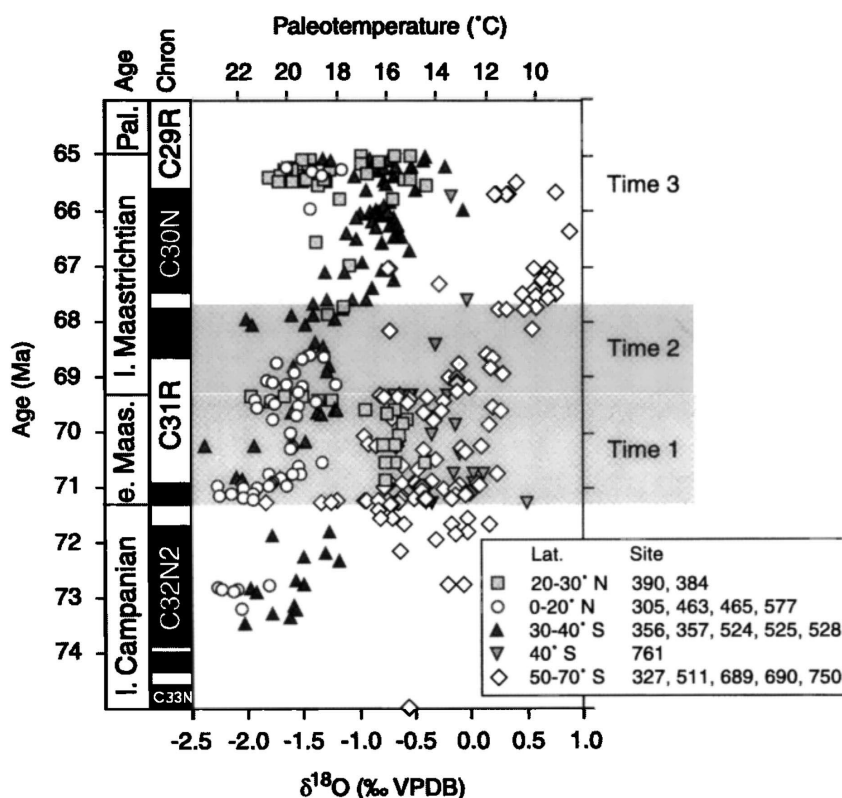 Paleotemperature (˚C)
Age
Chron
22 20 18 16 14 12 10
Pal.
l. Maastrichtian
e. Maas.
l. Campanian
C29R
C30N
C31R
C32N2
C33N
Age (Ma)
65
66
67
68
69
70
71
72
73
74
Time 3
Time 2
Time 1
Lat. Site
20-30˚ N 390, 384
0-20˚ N 305, 463, 465, 577
30-40˚ S 356, 357, 524, 525, 528
40˚ S 761
50-70˚ S 327, 511, 689, 690, 750
-2.5 -2.0 -1.5 -1.0 -0.5 0.0 0.5 1.0
δ¹⁸O (‰ VPDB)